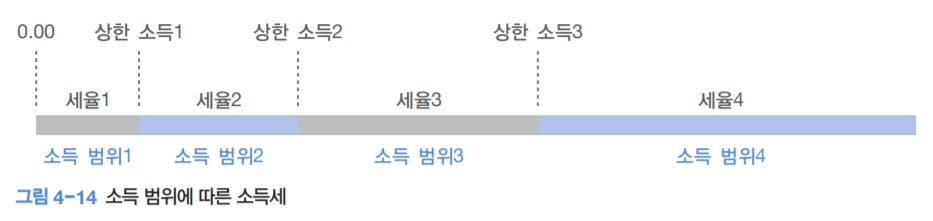 0.00 상한 소득1 상한 소득2 상한 소득3
세율1 세율2 세율3 세율4
소득 범위1 소득 범위2 소득 범위3 소득 범위4
그림 4-14 소득 범위에 따른 소득세